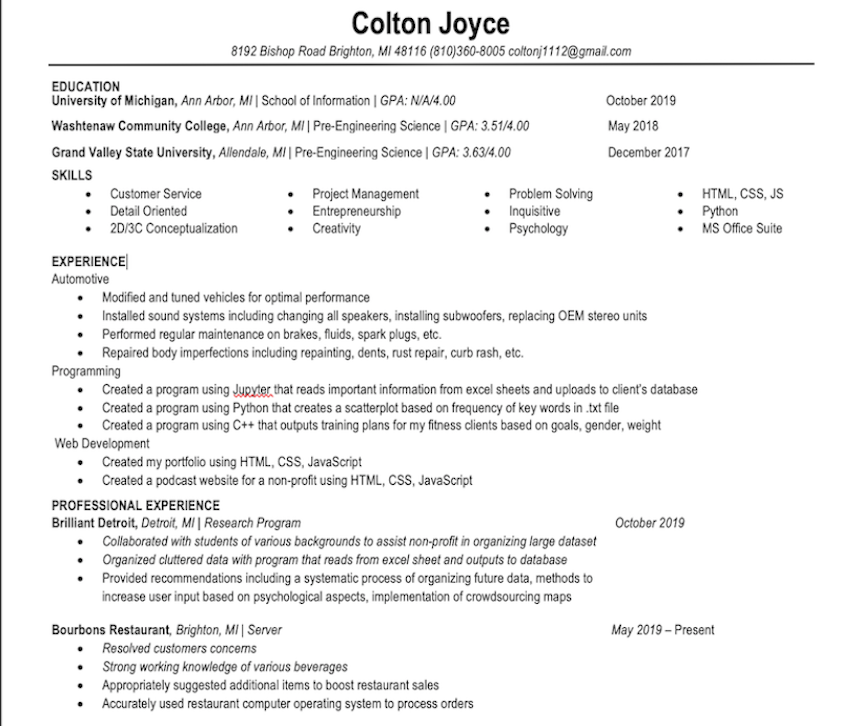 Colton Joyce
8192 Bishop Road Brighton, MI 48116 (810)360-8005 coltonj1112@gmail.com
EDUCATION
University of Michigan, Ann Arbor, MI | School of Information | GPA: N/A/4.00 October 2019
Washtenaw Community College, Ann Arbor, MI | Pre-Engineering Science | GPA: 3.51/4.00 May 2018
Grand Valley State University, Allendale, MI | Pre-Engineering Science | GPA: 3.63/4.00 December 2017
SKILLS
• Customer Service • Project Management • Problem Solving • HTML, CSS, JS
• Detail Oriented • Entrepreneurship • Inquisitive • Python
• 2D/3C Conceptualization • Creativity • Psychology • MS Office Suite
EXPERIENCE
Automotive
• Modified and tuned vehicles for optimal performance
• Installed sound systems including changing all speakers, installing subwoofers, replacing OEM stereo units
• Performed regular maintenance on brakes, fluids, spark plugs, etc.
• Repaired body imperfections including repainting, dents, rust repair, curb rash, etc.
Programming
• Created a program using Jupyter that reads important information from excel sheets and uploads to client's database
• Created a program using Python that creates a scatterplot based on frequency of key words in .txt file
• Created a program using C++ that outputs training plans for my fitness clients based on goals, gender, weight
Web Development
• Created my portfolio using HTML, CSS, JavaScript
• Created a podcast website for a non-profit using HTML, CSS, JavaScript
PROFESSIONAL EXPERIENCE
Brilliant Detroit, Detroit, MI | Research Program October 2019
• Collaborated with students of various backgrounds to assist non-profit in organizing large dataset
• Organized cluttered data with program that reads from excel sheet and outputs to database
• Provided recommendations including a systematic process of organizing future data, methods to
increase user input based on psychological aspects, implementation of crowdsourcing maps
Bourbons Restaurant, Brighton, MI | Server May 2019 – Present
• Resolved customers concerns
• Strong working knowledge of various beverages
• Appropriately suggested additional items to boost restaurant sales
• Accurately used restaurant computer operating system to process orders